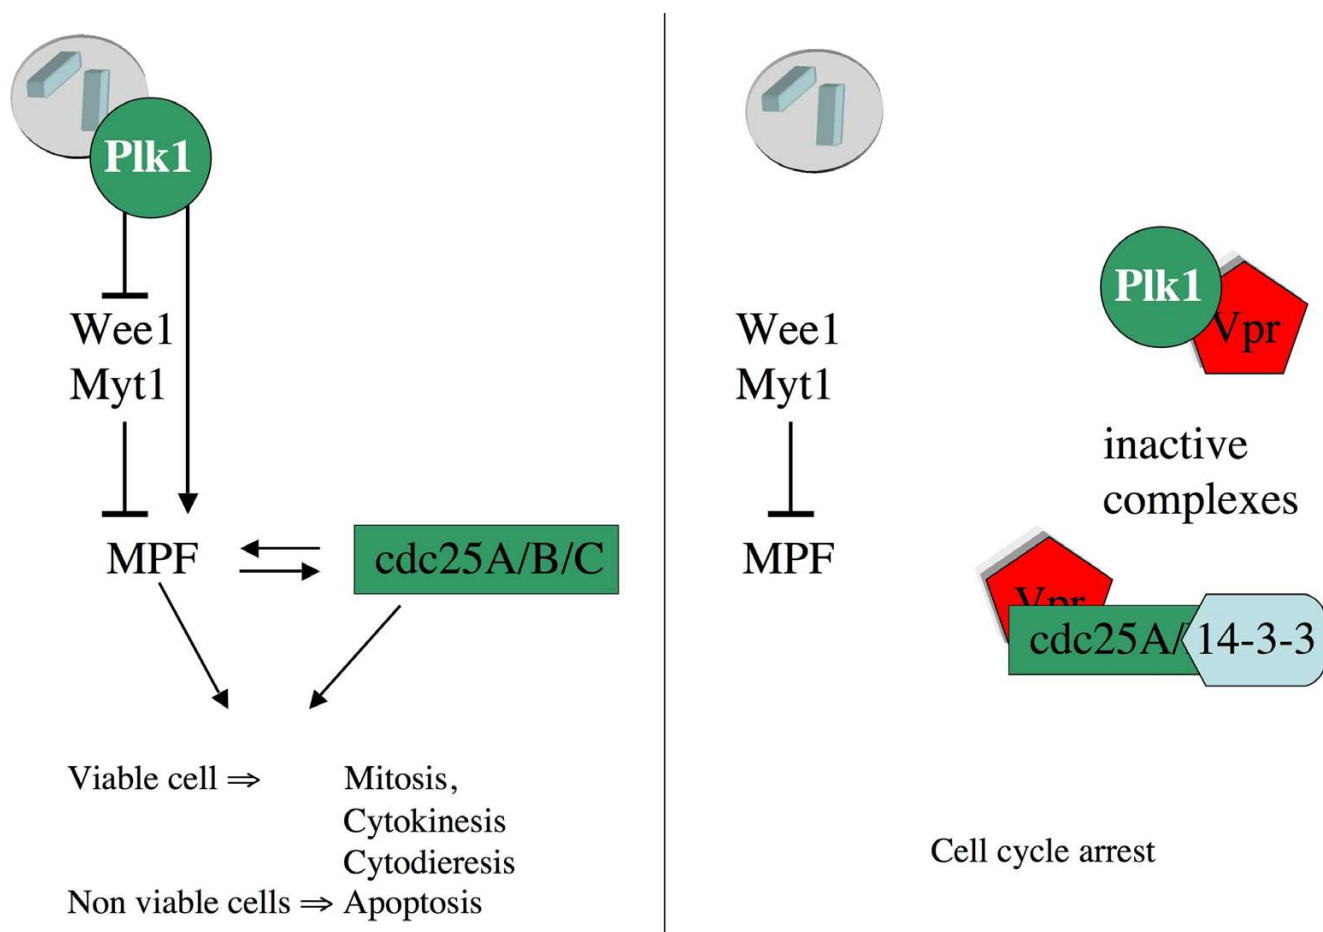 Plk1
Wee1
Myt1
MPF
cdc25A/B/C
Viable cell ⇒ Mitosis,
Cytokinesis
Cytodieresis
Non viable cells ⇒ Apoptosis
Plk1
Vpr
Wee1
Myt1
inactive
complexes
MPF
Vpr
cdc25A/
14-3-3
Cell cycle arrest